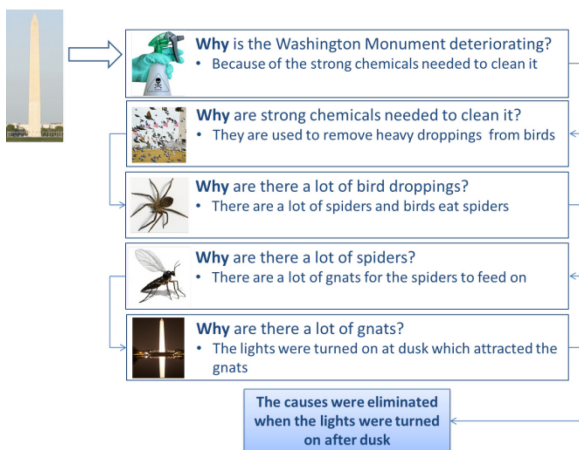 Why is the Washington Monument deteriorating?
• Because of the strong chemicals needed to clean it
Why are strong chemicals needed to clean it?
• They are used to remove heavy droppings from birds
Why are there a lot of bird droppings?
• There are a lot of spiders and birds eat spiders
Why are there a lot of spiders?
• There are a lot of gnats for the spiders to feed on
Why are there a lot of gnats?
• The lights were turned on at dusk which attracted the
gnats
The causes were eliminated
when the lights were turned
on after dusk